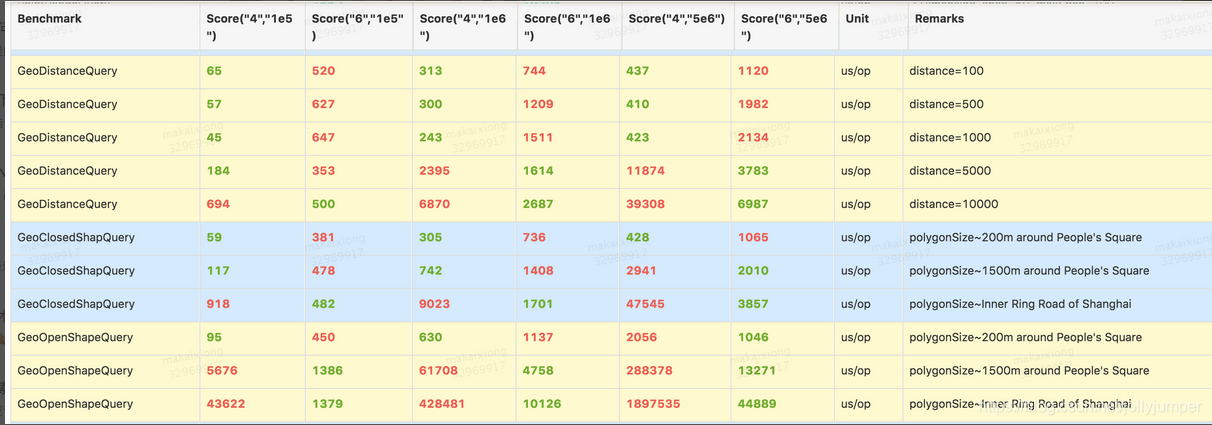 Benchmark Score("4","1e5") Score("6","1e5") Score("4","1e6") Score("6","1e6") Score("4","5e6") Score("6","5e6") Unit Remarks
GeoDistanceQuery 65 520 313 744 437 1120 us/op distance=100
GeoDistanceQuery 57 627 300 1209 410 1982 us/op distance=500
GeoDistanceQuery 45 647 243 1511 423 2134 us/op distance=1000
GeoDistanceQuery 184 353 2395 1614 11874 3783 us/op distance=5000
GeoDistanceQuery 694 500 6870 2687 39308 6987 us/op distance=10000
GeoClosedShapQuery 59 381 305 736 428 1065 us/op polygonSize~200m around People's Square
GeoClosedShapQuery 117 478 742 1408 2941 2010 us/op polygonSize~1500m around People's Square
GeoClosedShapQuery 918 482 9023 1701 47545 3857 us/op polygonSize~Inner Ring Road of Shanghai
GeoOpenShapeQuery 95 450 630 1137 2056 1046 us/op polygonSize~200m around People's Square
GeoOpenShapeQuery 5676 1386 61708 4758 288378 13271 us/op polygonSize~1500m around People's Square
GeoOpenShapeQuery 43622 1379 428481 10126 1897535 44889 us/op polygonSize~Inner Ring Road of Shanghai
makaixiong
32969917